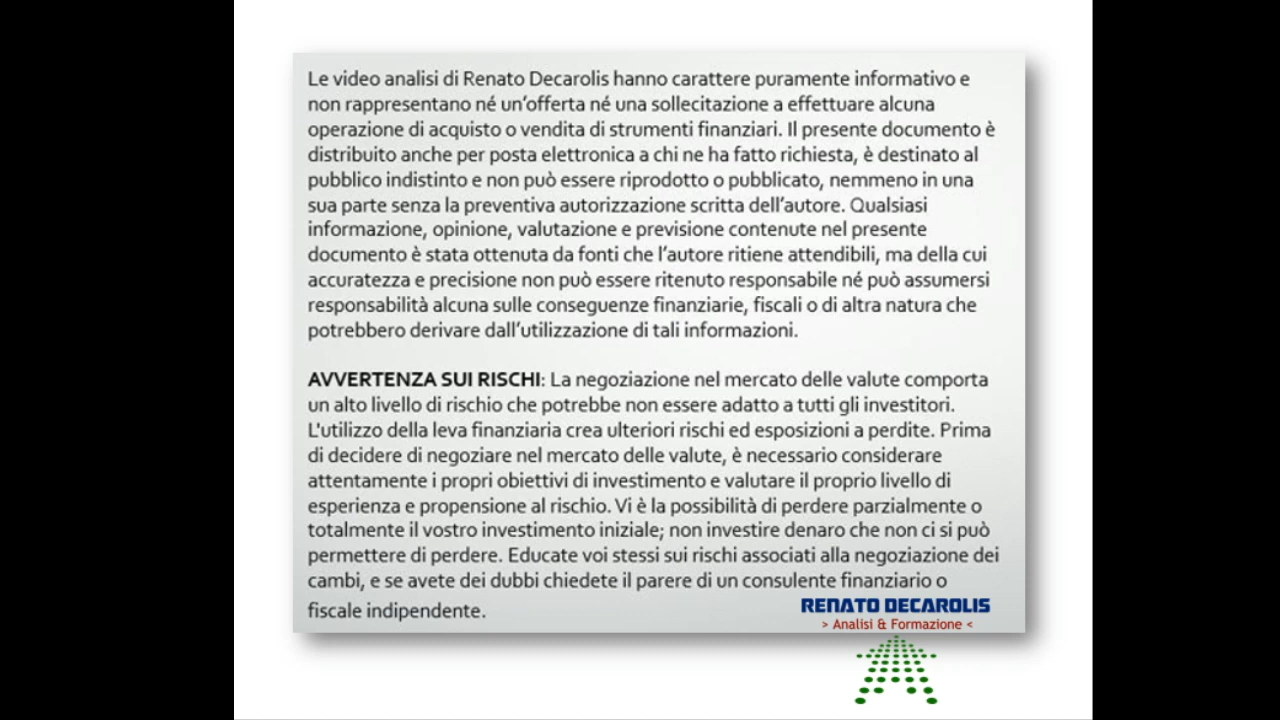 Le video analisi di Renato Decarolis hanno carattere puramente informativo e
non rappresentano né un’offerta né una sollecitazione a effettuare alcuna
operazione di acquisto o vendita di strumenti finanziari. Il presente documento è
distribuito anche per posta elettronica a chi ne ha fatto richiesta, è destinato al
pubblico indistinto e non può essere riprodotto o pubblicato, nemmeno in una
sua parte senza la preventiva autorizzazione scritta dell’autore. Qualsiasi
informazione, opinione, valutazione e previsione contenute nel presente
documento è stata ottenuta da fonti che l’autore ritiene attendibili, ma della cui
accuratezza e precisione non può essere ritenuto responsabile né può assumersi
responsabilità alcuna sulle conseguenze finanziarie, fiscali o di altra natura che
potrebbero derivare dall’utilizzazione di tali informazioni.
AVVERTENZA SUI RISCHI: La negoziazione nel mercato delle valute comporta
un alto livello di rischio che potrebbe non essere adatto a tutti gli investitori.
L'utilizzo della leva finanziaria crea ulteriori rischi ed esposizioni a perdite. Prima
di decidere di negoziare nel mercato delle valute, è necessario considerare
attentamente i propri obiettivi di investimento e valutare il proprio livello di
esperienza e propensione al rischio. Vi è la possibilità di perdere parzialmente o
totalmente il vostro investimento iniziale; non investire denaro che non ci si può
permettere di perdere. Educate voi stessi sui rischi associati alla negoziazione dei
cambi, e se avete dei dubbi chiedete il parere di un consulente finanziario o
fiscale indipendente.
RENATO DECAROLIS
> Analisi & Formazione <